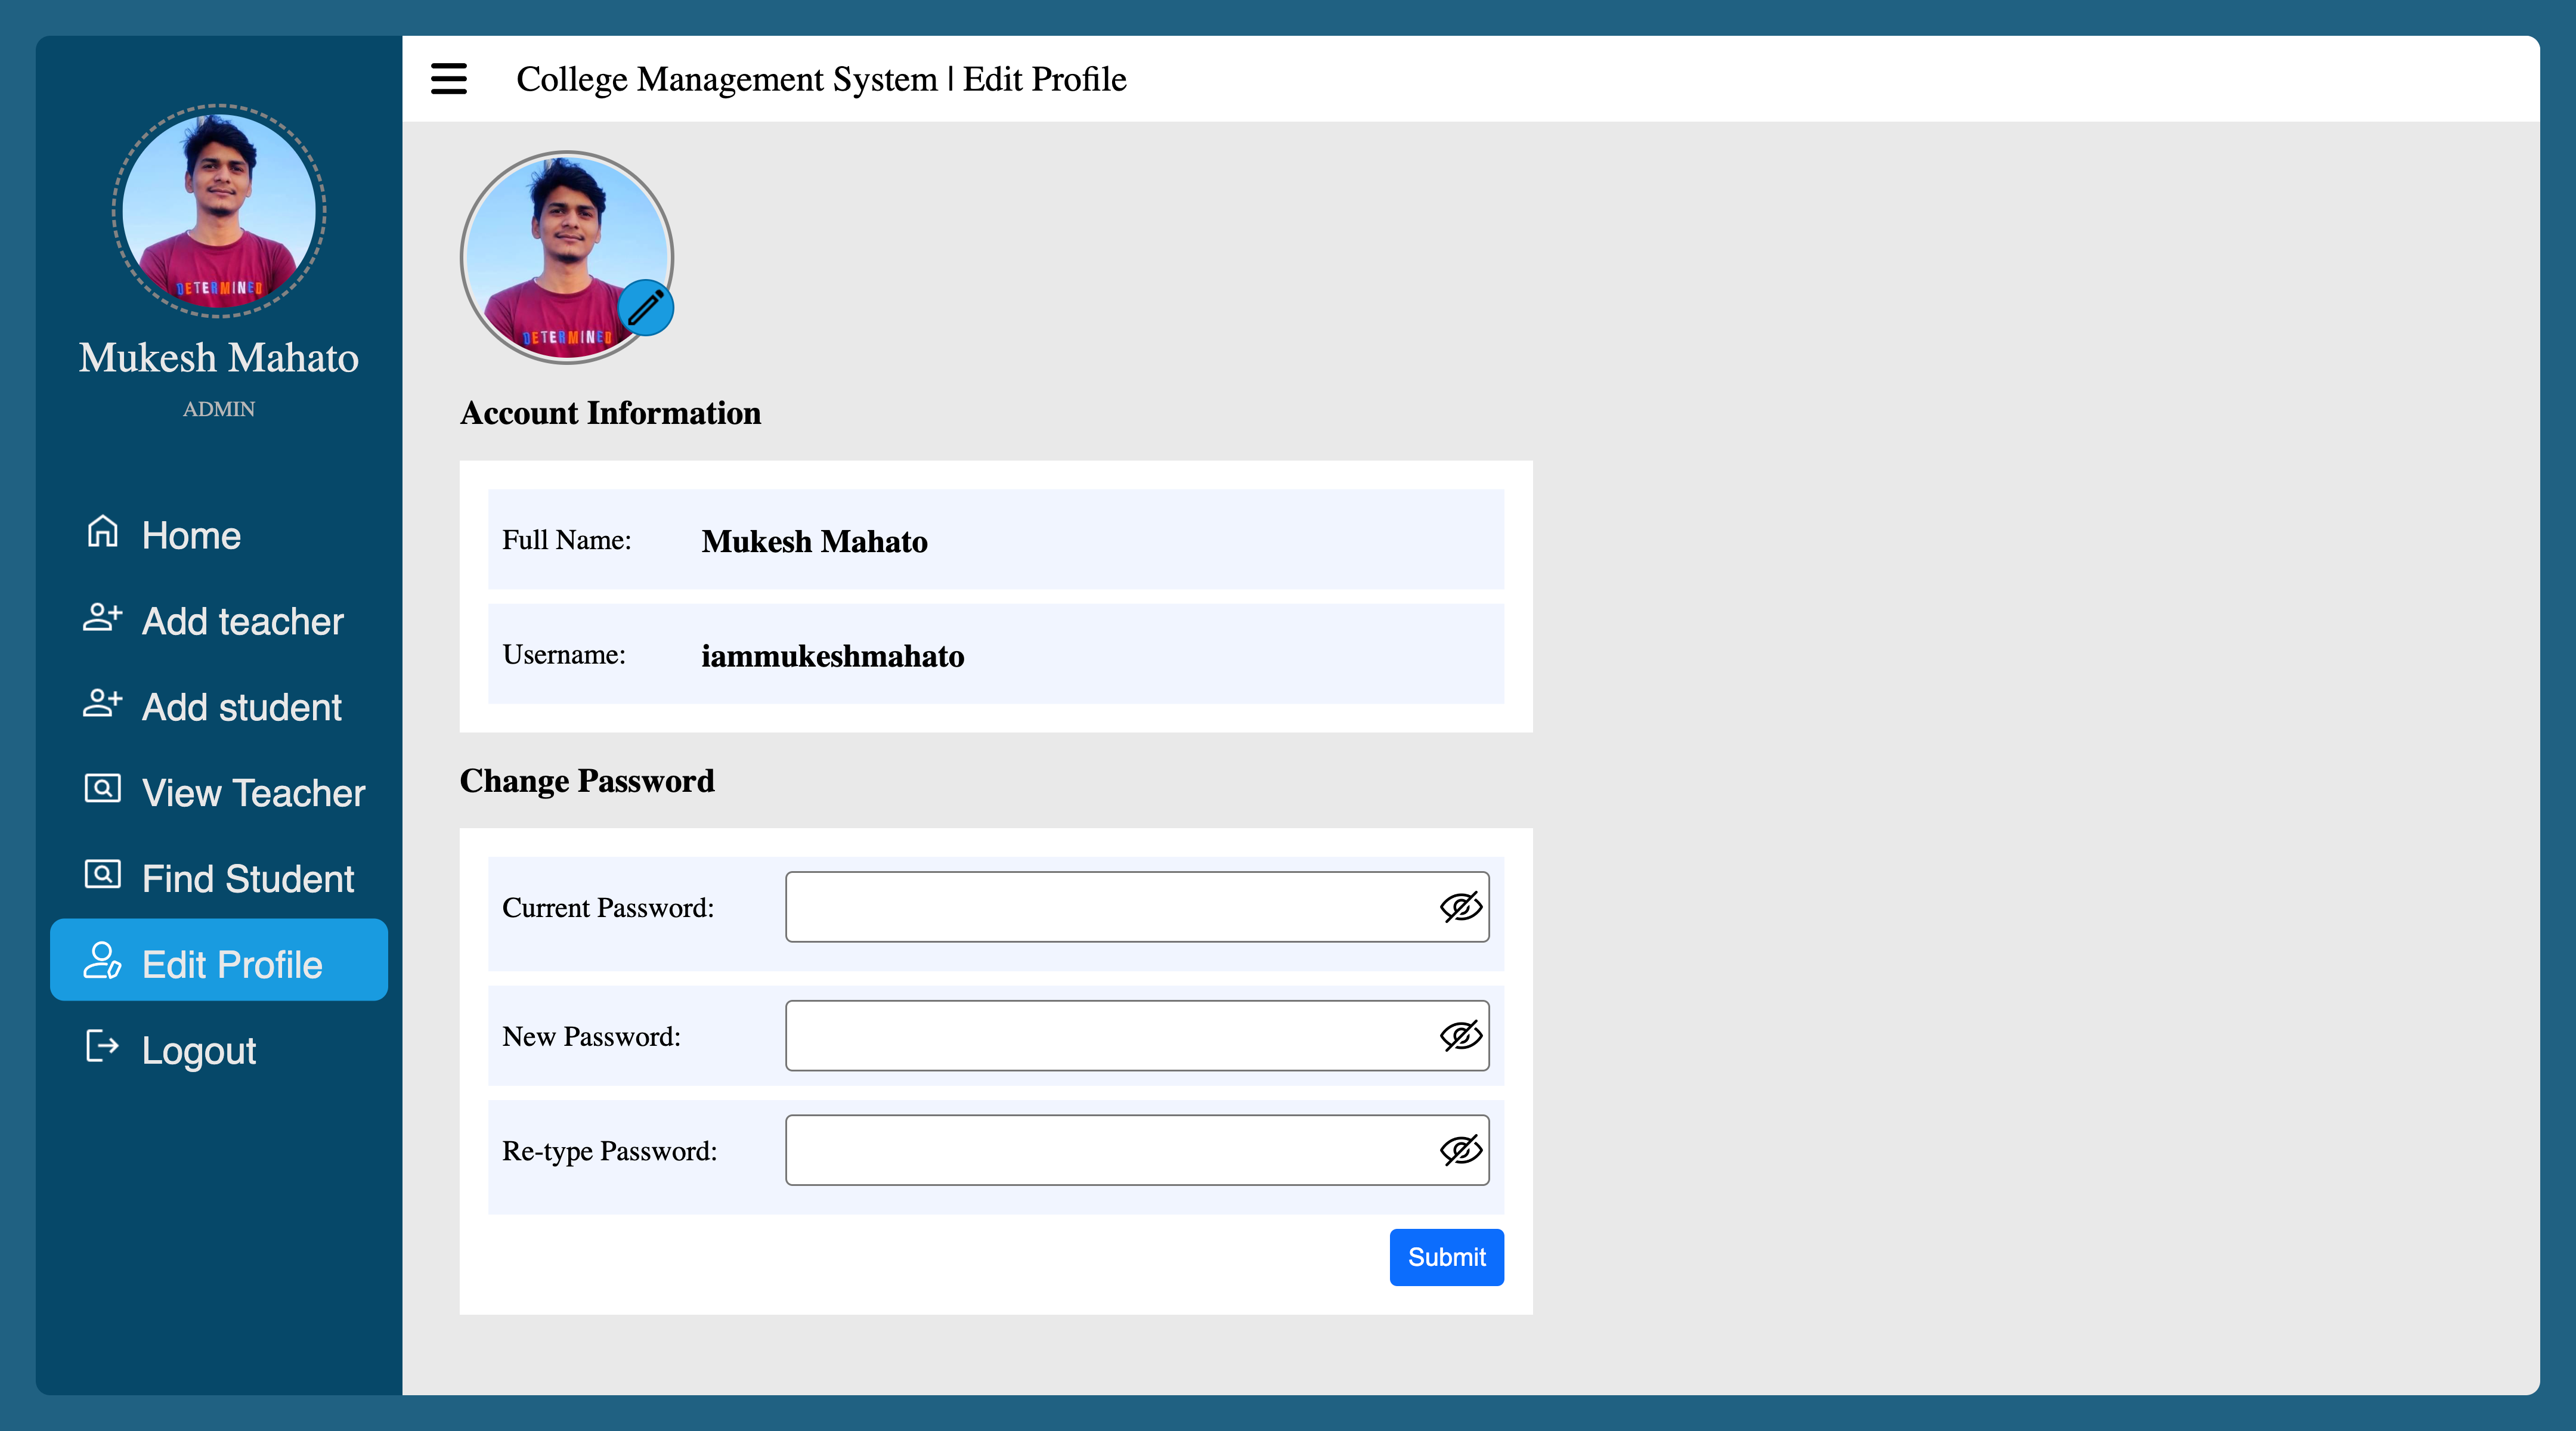 DETERMINED
Mukesh Mahato
ADMIN
Home
Add teacher
Add student
View Teacher
Find Student
Edit Profile
Logout
College Management System | Edit Profile
DETERMINED
Account Information
Full Name: Mukesh Mahato
Username: iammukeshmahato
Change Password
Current Password:
New Password:
Re-type Password:
Submit